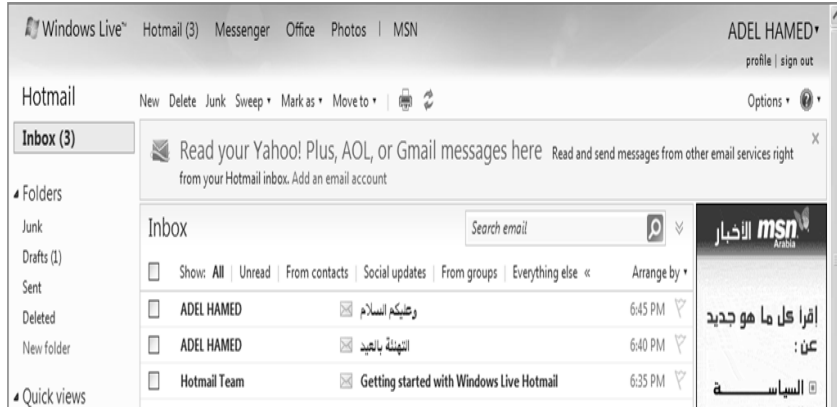 Windows Live™ Hotmail (3) Messenger Office Photos | MSN ADEL HAMED
profile | sign out
Hotmail
New Delete Junk Sweep Mark as Move to Options
Inbox (3)
Read your Yahoo! Plus, AOL, or Gmail messages here Read and send messages from other email services right
from your Hotmail inbox. Add an email account
Folders
Junk
Drafts (1)
Sent
Deleted
New folder
Quick views
Inbox Search email
Show: All | Unread | From contacts | Social updates | From groups | Everything else « Arrange by
ADEL HAMED وعليكم السلام 6:45 PM
ADEL HAMED التهنئة بالعيد 6:40 PM
Hotmail Team Getting started with Windows Live Hotmail 6:35 PM
msn الأخبار
Arabia
إقرأ كل ما هو جديد
عن:
السياســـة